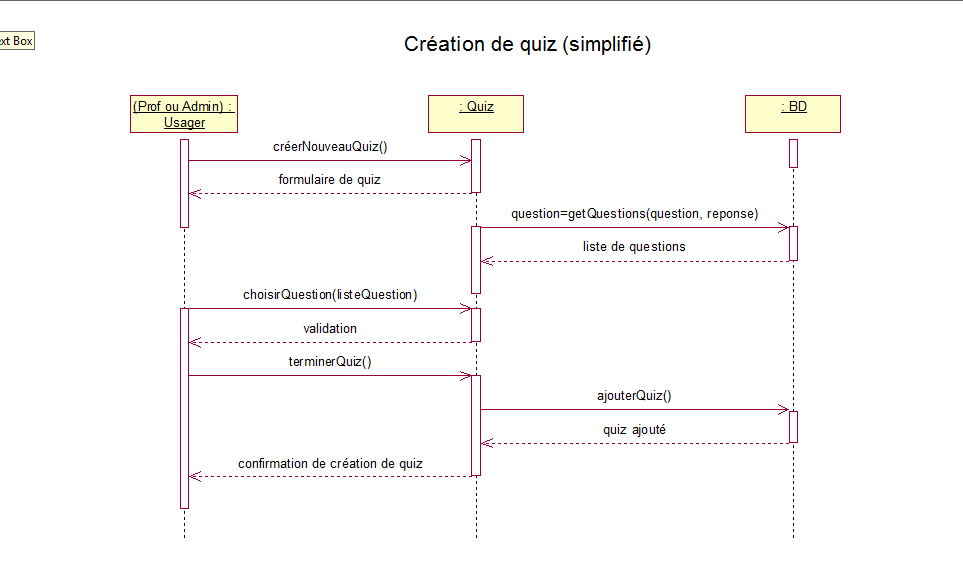 ext Box
Création de quiz (simplifié)
(Prof ou Admin) :
Usager
: Quiz
: BD
créerNouveauQuiz()
formulaire de quiz
question=getQuestions(question, reponse)
liste de questions
choisirQuestion(listeQuestion)
validation
terminerQuiz()
ajouterQuiz()
quiz ajouté
confirmation de création de quiz